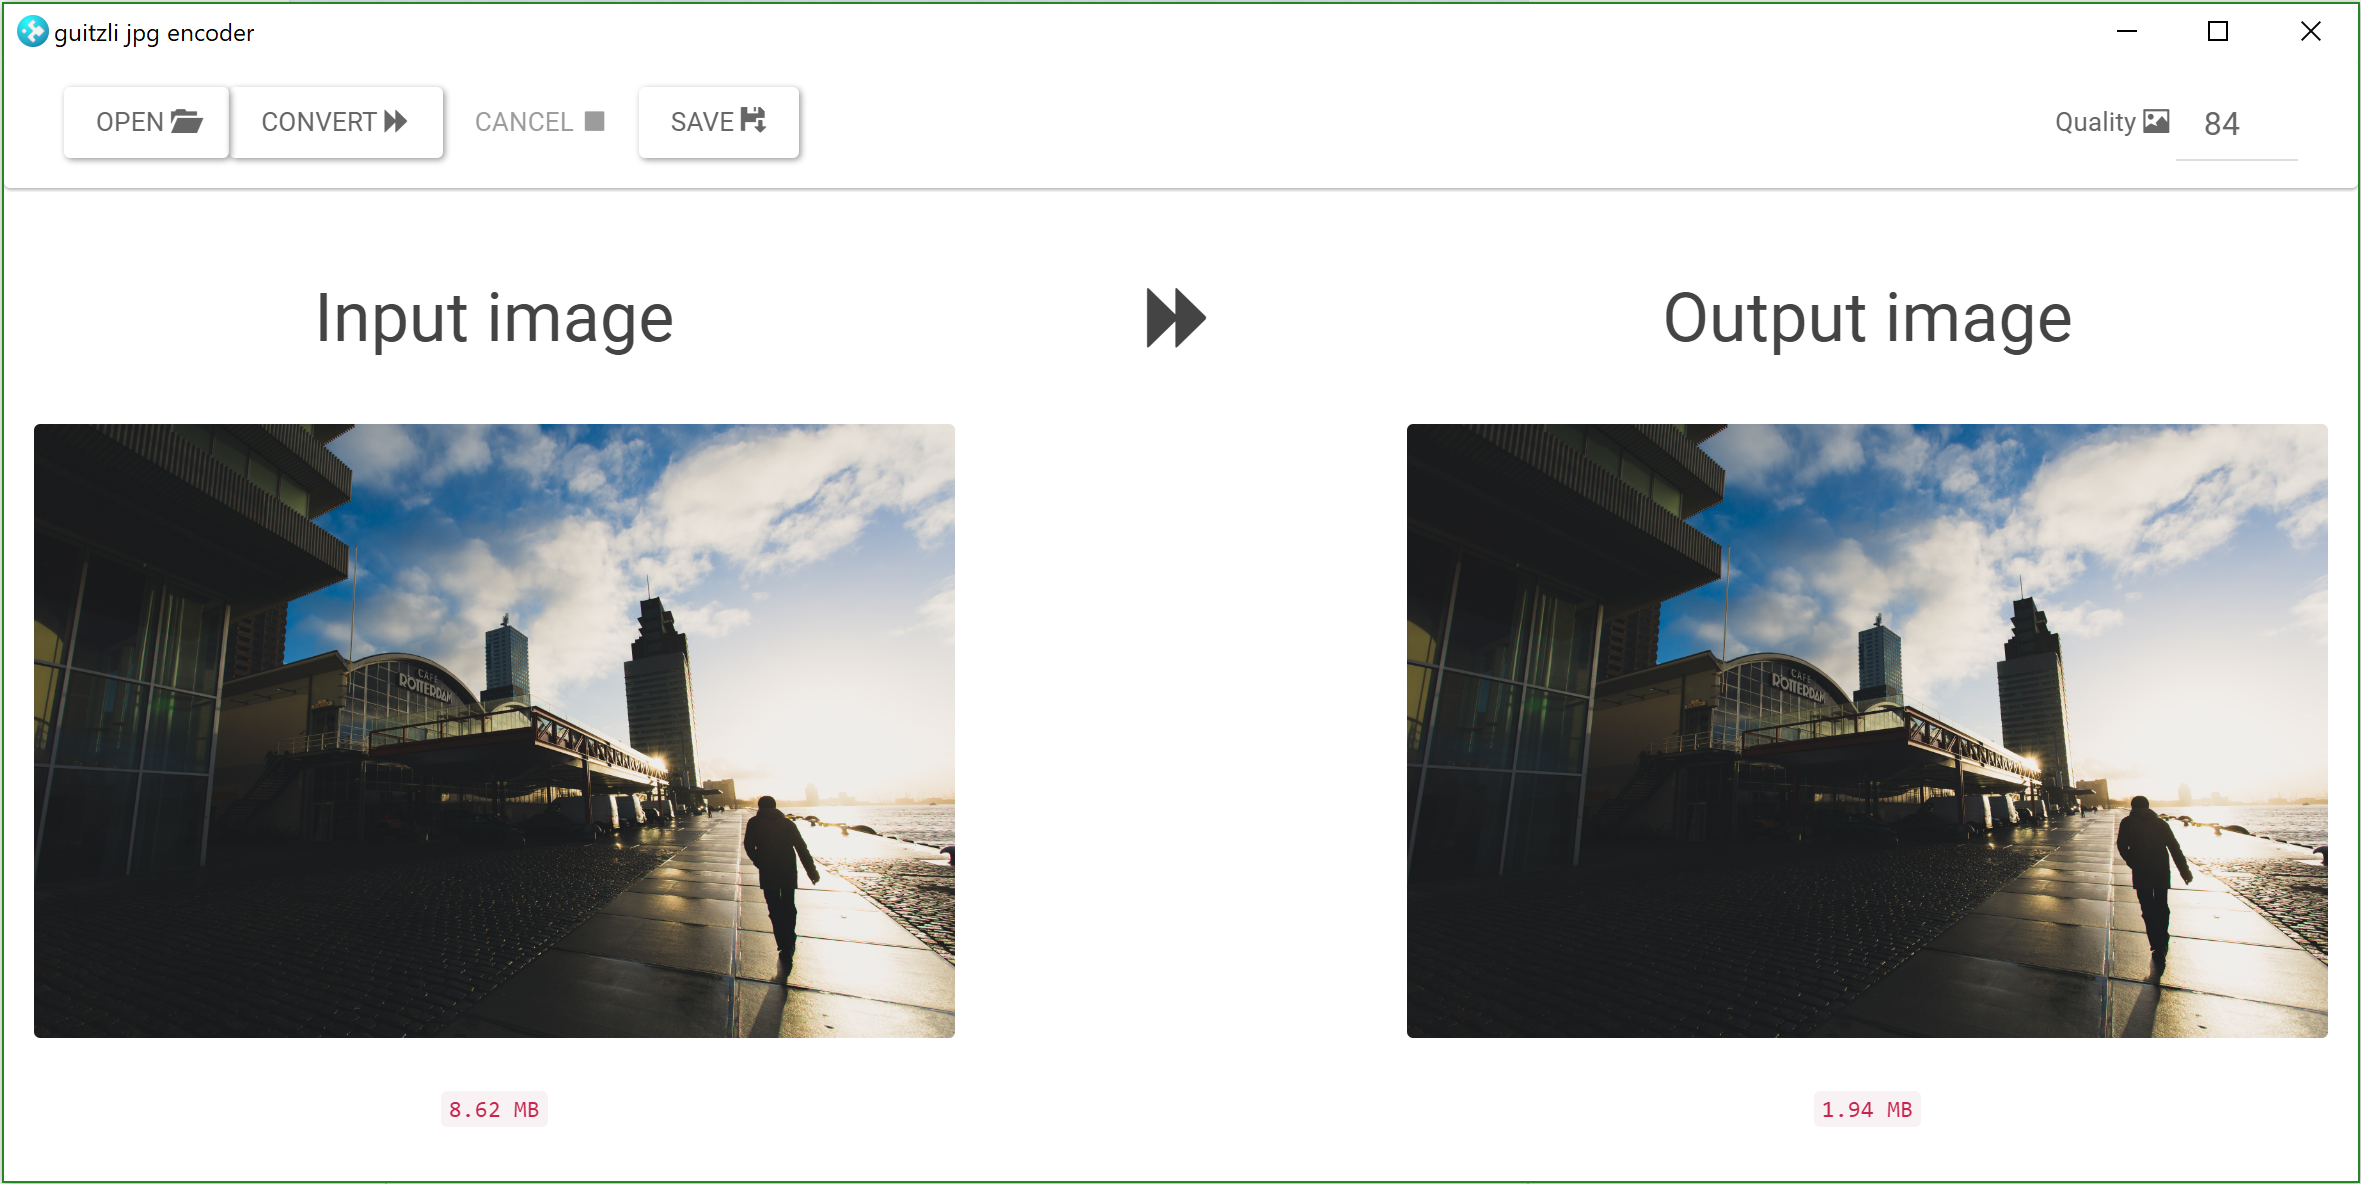 guitzli jpg encoder
OPEN CONVERT CANCEL SAVE Quality 84
Input image Output image
CAFE
ROTTERDAM
CAFE
ROTTERDAM
8.62 MB 1.94 MB